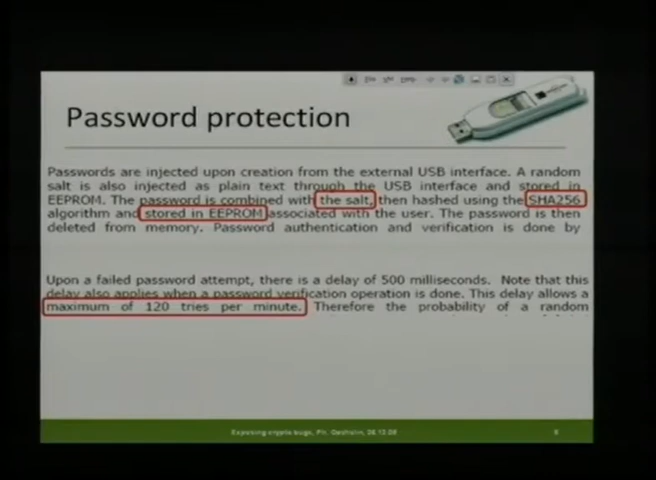 Password protection
Passwords are injected upon creation from the external USB interface. A random
salt is also injected as plain text through the USB interface and stored in
EEPROM. The password is combined with the salt, then hashed using the SHA256
algorithm and stored in EEPROM associated with the user. The password is then
deleted from memory. Password authentication and verification is done by
Upon a failed password attempt, there is a delay of 500 milliseconds. Note that this
delay also applies when a password verification operation is done. This delay allows a
maximum of 120 tries per minute. Therefore the probability of a random
Exposing crypto bugs, Ph.